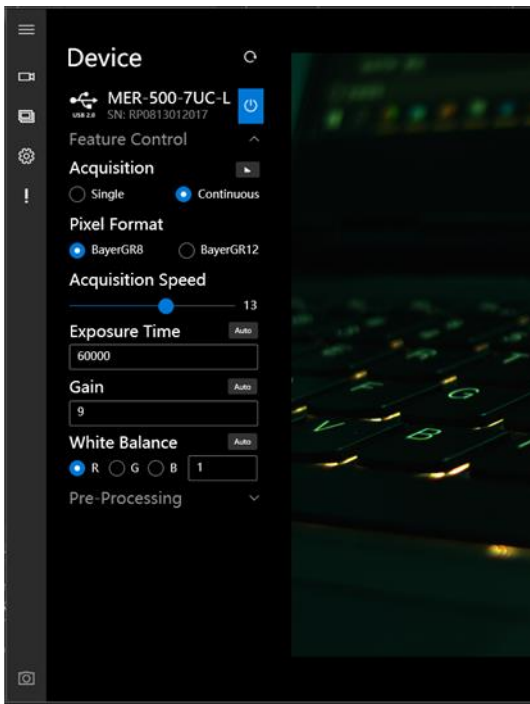 Device
MER-500-7UC-L
USB 2.0 SN: RP0813012017
Feature Control
Acquisition
Single Continuous
Pixel Format
BayerGR8 BayerGR12
Acquisition Speed
13
Exposure Time Auto
60000
Gain Auto
9
White Balance Auto
R G B 1
Pre-Processing
F G
V B